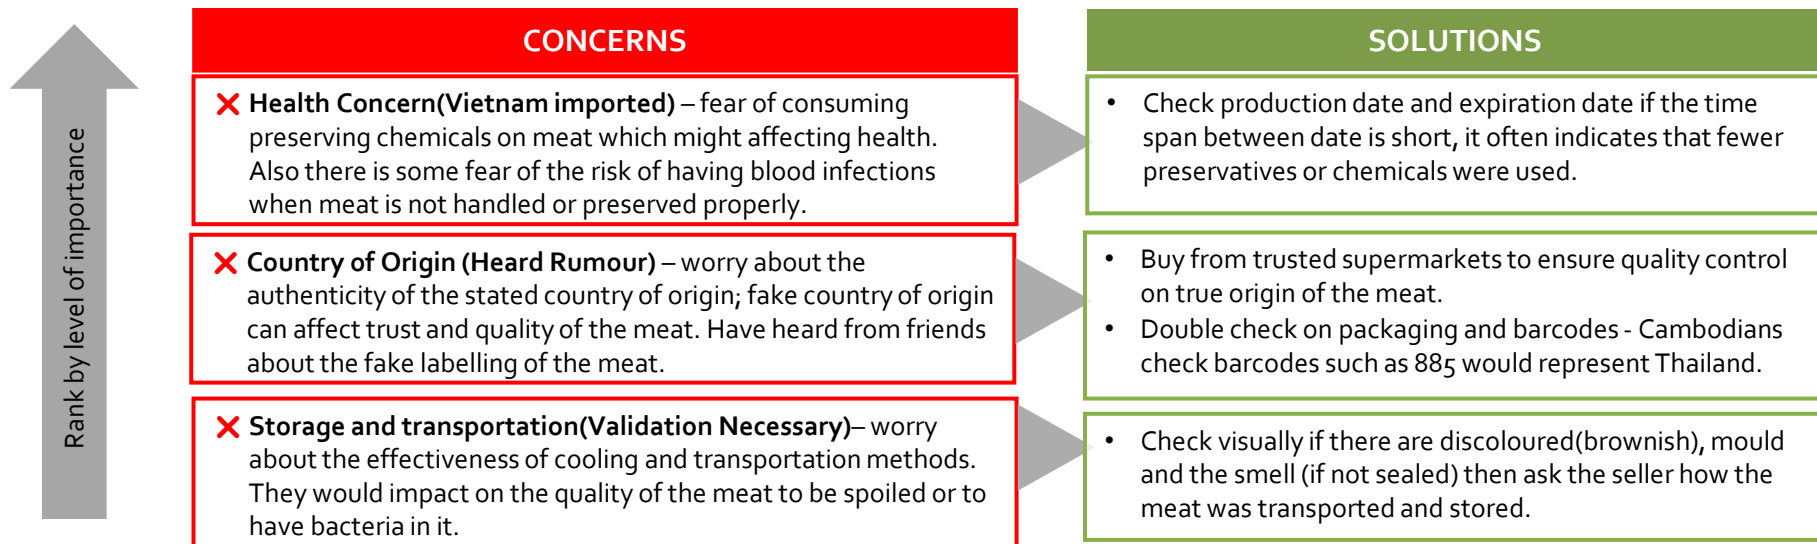 Rank by level of importance
CONCERNS
❌ Health Concern(Vietnam imported) – fear of consuming
preserving chemicals on meat which might affecting health.
Also there is some fear of the risk of having blood infections
when meat is not handled or preserved properly.
❌ Country of Origin (Heard Rumour) – worry about the
authenticity of the stated country of origin; fake country of origin
can affect trust and quality of the meat. Have heard from friends
about the fake labelling of the meat.
❌ Storage and transportation(Validation Necessary)– worry
about the effectiveness of cooling and transportation methods.
They would impact on the quality of the meat to be spoiled or to
have bacteria in it.
SOLUTIONS
• Check production date and expiration date if the time
span between date is short, it often indicates that fewer
preservatives or chemicals were used.
• Buy from trusted supermarkets to ensure quality control
on true origin of the meat.
• Double check on packaging and barcodes - Cambodians
check barcodes such as 885 would represent Thailand.
• Check visually if there are discoloured(brownish), mould
and the smell (if not sealed) then ask the seller how the
meat was transported and stored.